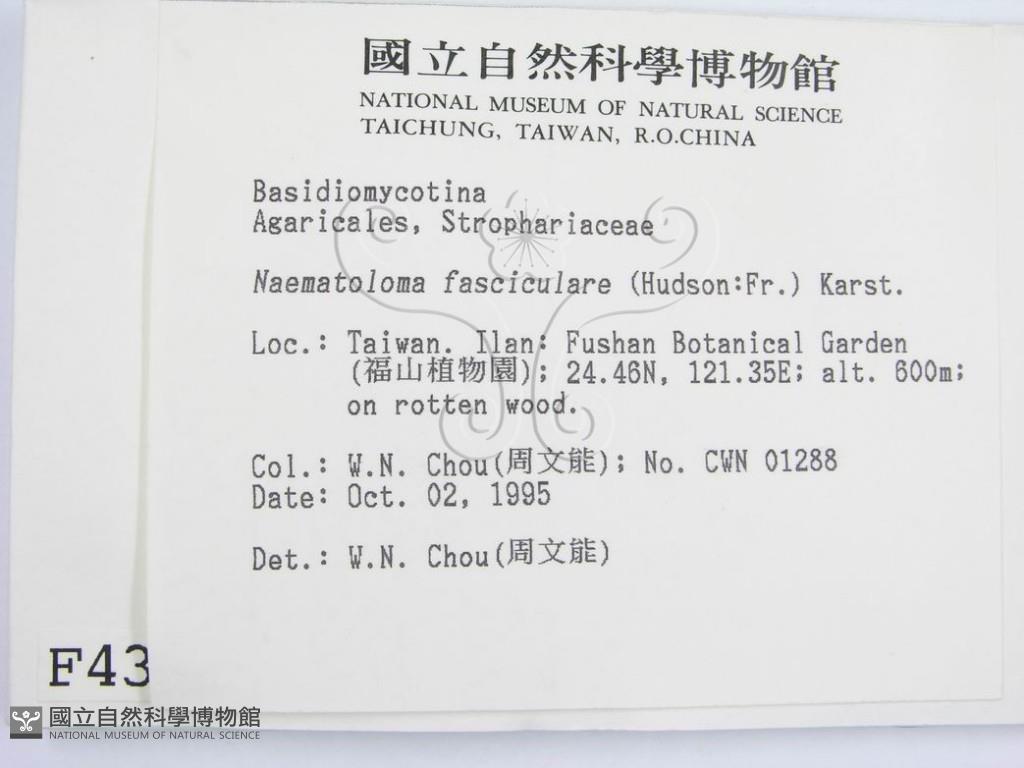 國立自然科學博物館
NATIONAL MUSEUM OF NATURAL SCIENCE
TAICHUNG, TAIWAN, R.O.CHINA
Basidiomycotina
Agaricales, Strophariaceae
Naematoloma fasciculare (Hudson:Fr.) Karst.
Loc.: Taiwan. Ilan: Fushan Botanical Garden
(福山植物園); 24.46N, 121.35E; alt. 600m;
on rotten wood.
Col.: W.N. Chou(周文能); No. CWN 01288
Date: Oct. 02, 1995
Det.: W.N. Chou(周文能)
F43
國立自然科學博物館
NATIONAL MUSEUM OF NATURAL SCIENCE